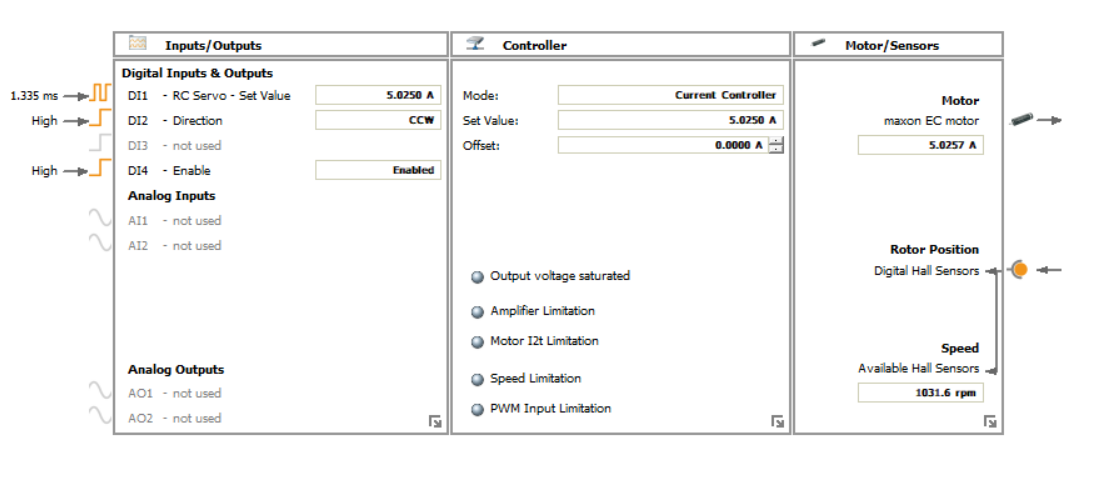 Inputs/Outputs
Digital Inputs & Outputs
1.335 ms DI1 - RC Servo - Set Value 5.0250 A
High DI2 - Direction CCW
DI3 - not used
High DI4 - Enable Enabled
Analog Inputs
AI1 - not used
AI2 - not used
Analog Outputs
AO1 - not used
AO2 - not used
Controller
Mode: Current Controller
Set Value: 5.0250 A
Offset: 0.0000 A
Output voltage saturated
Amplifier Limitation
Motor I2t Limitation
Speed Limitation
PWM Input Limitation
Motor/Sensors
Motor
maxon EC motor
5.0257 A
Rotor Position
Digital Hall Sensors
Speed
Available Hall Sensors
1031.6 rpm